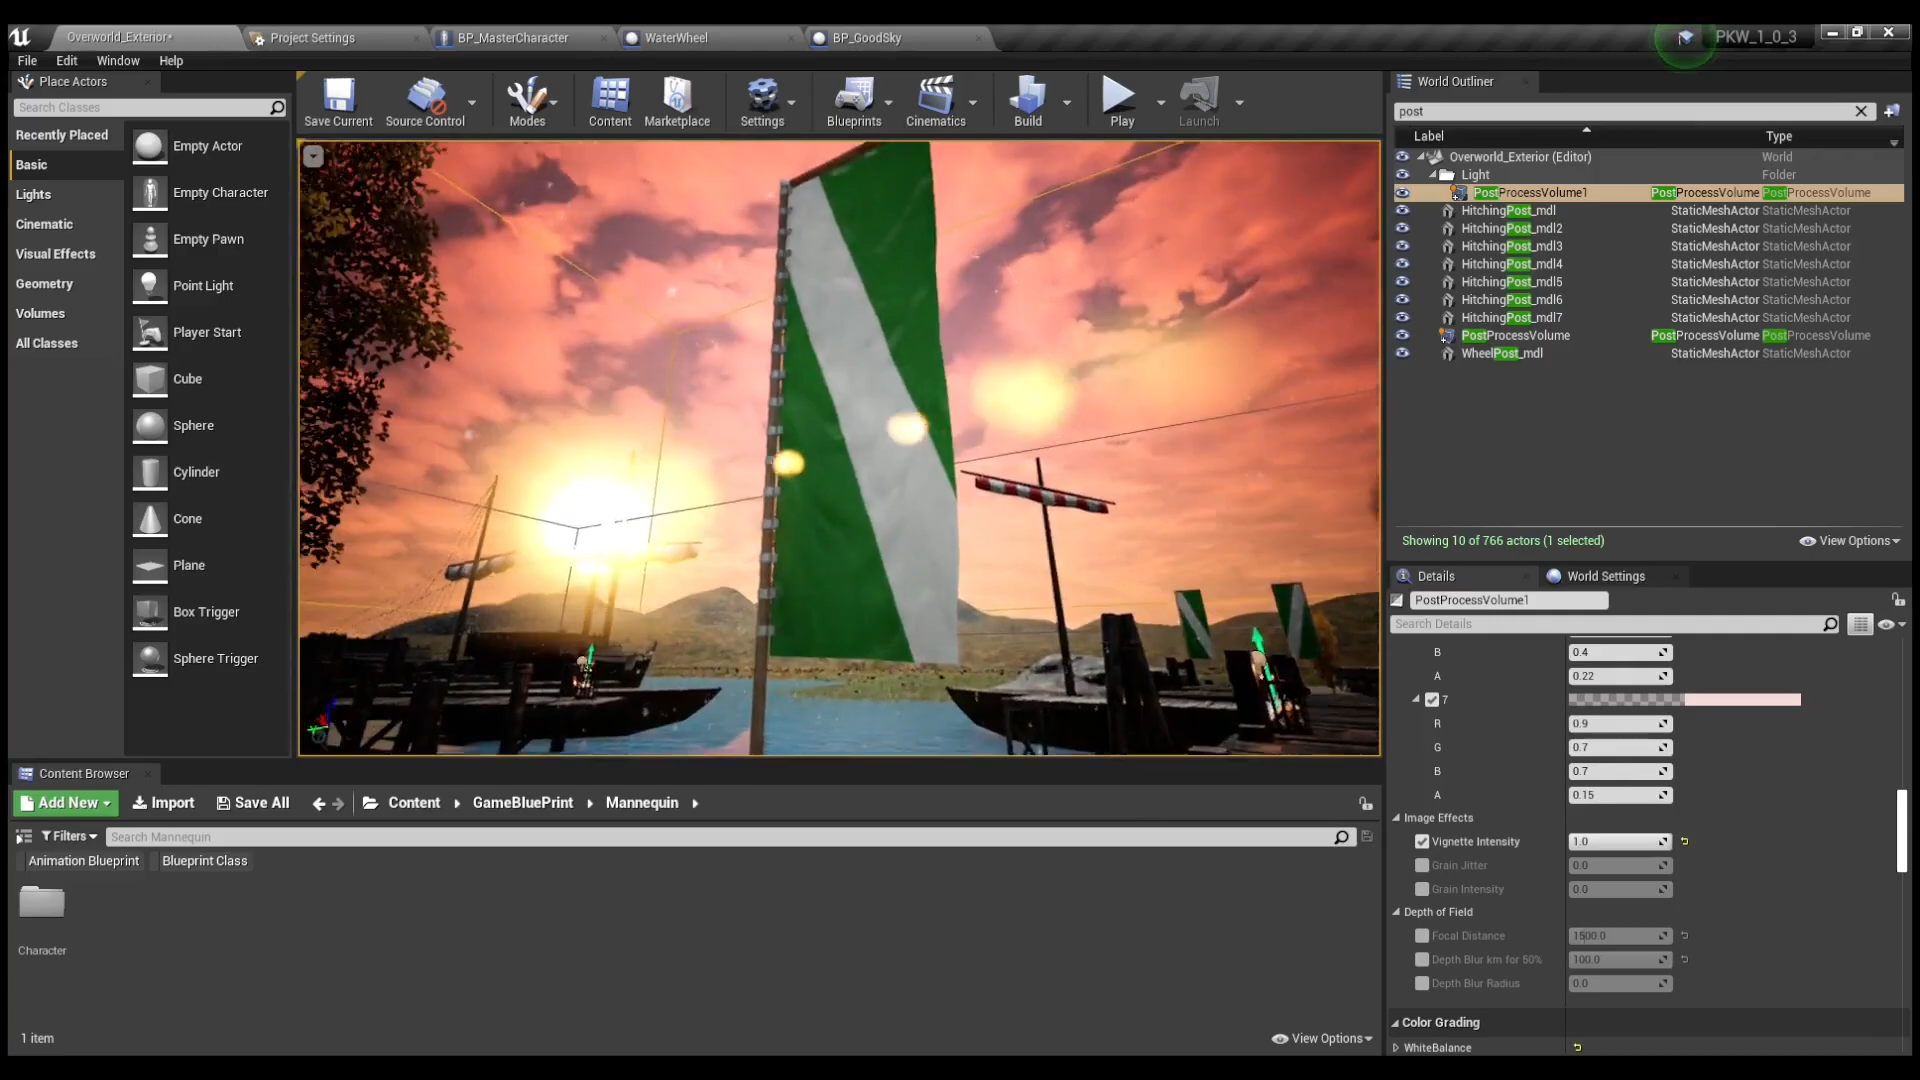 Overworld_Exterior*
Project Settings
BP_MasterCharacter
WaterWheel
BP_GoodSky
PKW_1_0_3
File Edit Window Help
Place Actors
Search Classes
Recently Placed
Basic
Lights
Cinematic
Visual Effects
Geometry
Volumes
All Classes
Empty Actor
Empty Character
Empty Pawn
Point Light
Player Start
Cube
Sphere
Cylinder
Cone
Plane
Box Trigger
Sphere Trigger
Save Current
Source Control
Modes
Content
Marketplace
Settings
Blueprints
Cinematics
Build
Play
Launch
World Outliner
post
Label Type
Overworld_Exterior (Editor) World
Light Folder
PostProcessVolume1 PostProcessVolume PostProcessVolume
HitchingPost_mdl StaticMeshActor StaticMeshActor
HitchingPost_mdl2 StaticMeshActor StaticMeshActor
HitchingPost_mdl3 StaticMeshActor StaticMeshActor
HitchingPost_mdl4 StaticMeshActor StaticMeshActor
HitchingPost_mdl5 StaticMeshActor StaticMeshActor
HitchingPost_mdl6 StaticMeshActor StaticMeshActor
HitchingPost_mdl7 StaticMeshActor StaticMeshActor
PostProcessVolume PostProcessVolume PostProcessVolume
WheelPost_mdl StaticMeshActor StaticMeshActor
Showing 10 of 766 actors (1 selected)
View Options
Details
World Settings
PostProcessVolume1
Search Details
B 0.4
A 0.22
7
R 0.9
G 0.7
B 0.7
A 0.15
Image Effects
Vignette Intensity 1.0
Grain Jitter 0.0
Grain Intensity 0.0
Depth of Field
Focal Distance 1500.0
Depth Blur km for 50% 100.0
Depth Blur Radius 0.0
Color Grading
WhiteBalance
Content Browser
Add New Import Save All Content GameBluePrint Mannequin
Filters Search Mannequin
Animation Blueprint Blueprint Class
Character
1 item
View Options